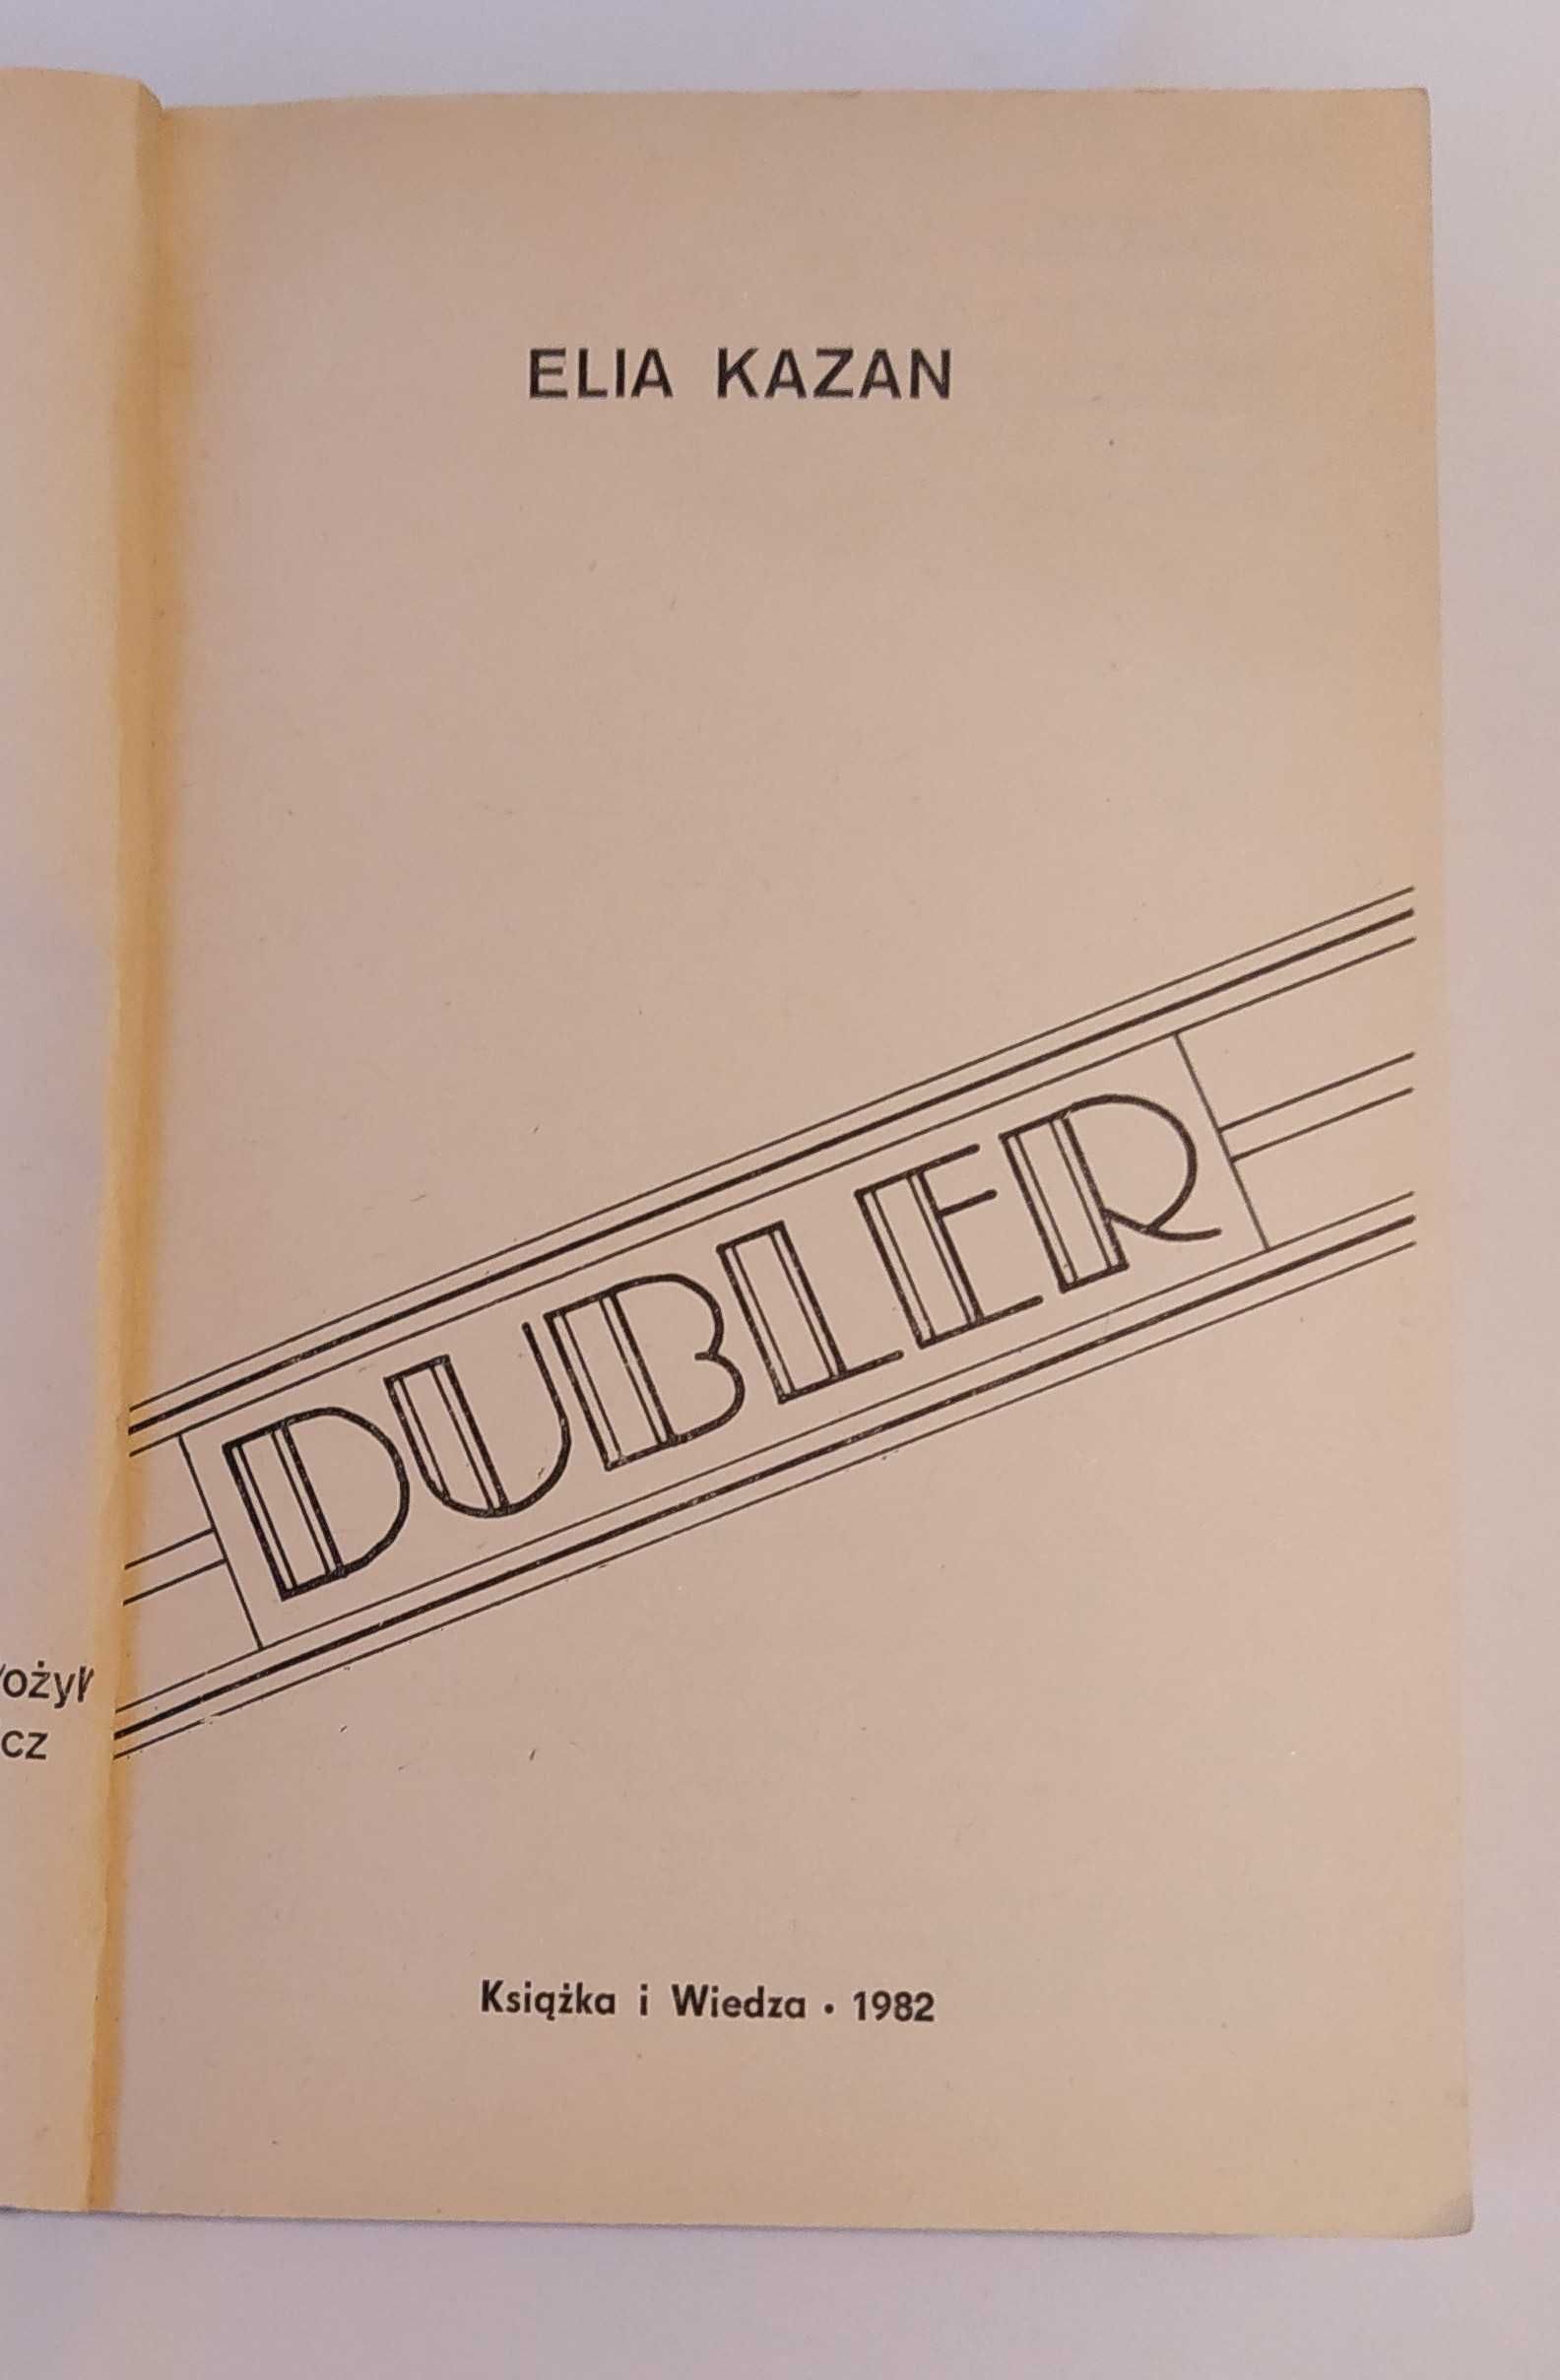 ELIA KAZAN
DUBLER
Książka i Wiedza • 1982